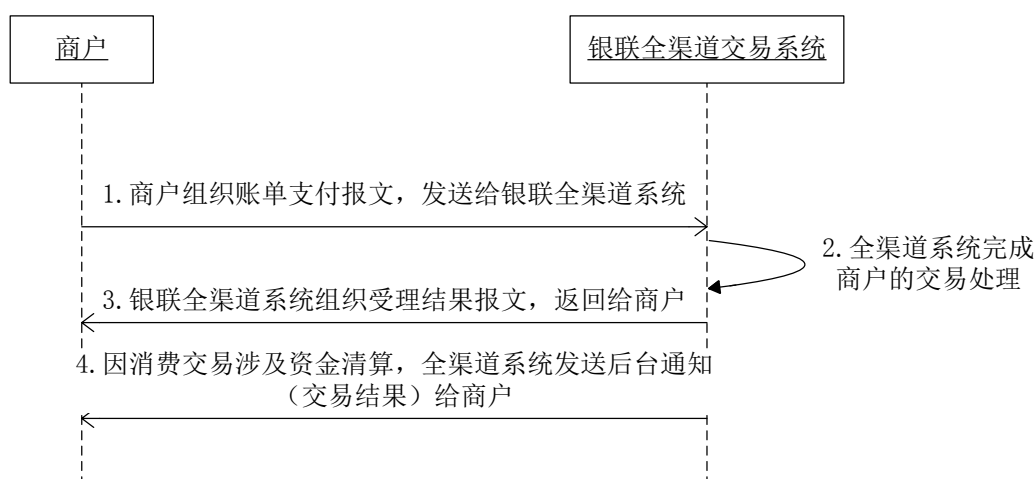 商户
银联全渠道交易系统
1.商户组织账单支付报文，发送给银联全渠道系统
2.全渠道系统完成
商户的交易处理
3.银联全渠道系统组织受理结果报文，返回给商户
4.因消费交易涉及资金清算，全渠道系统发送后台通知
（交易结果）给商户